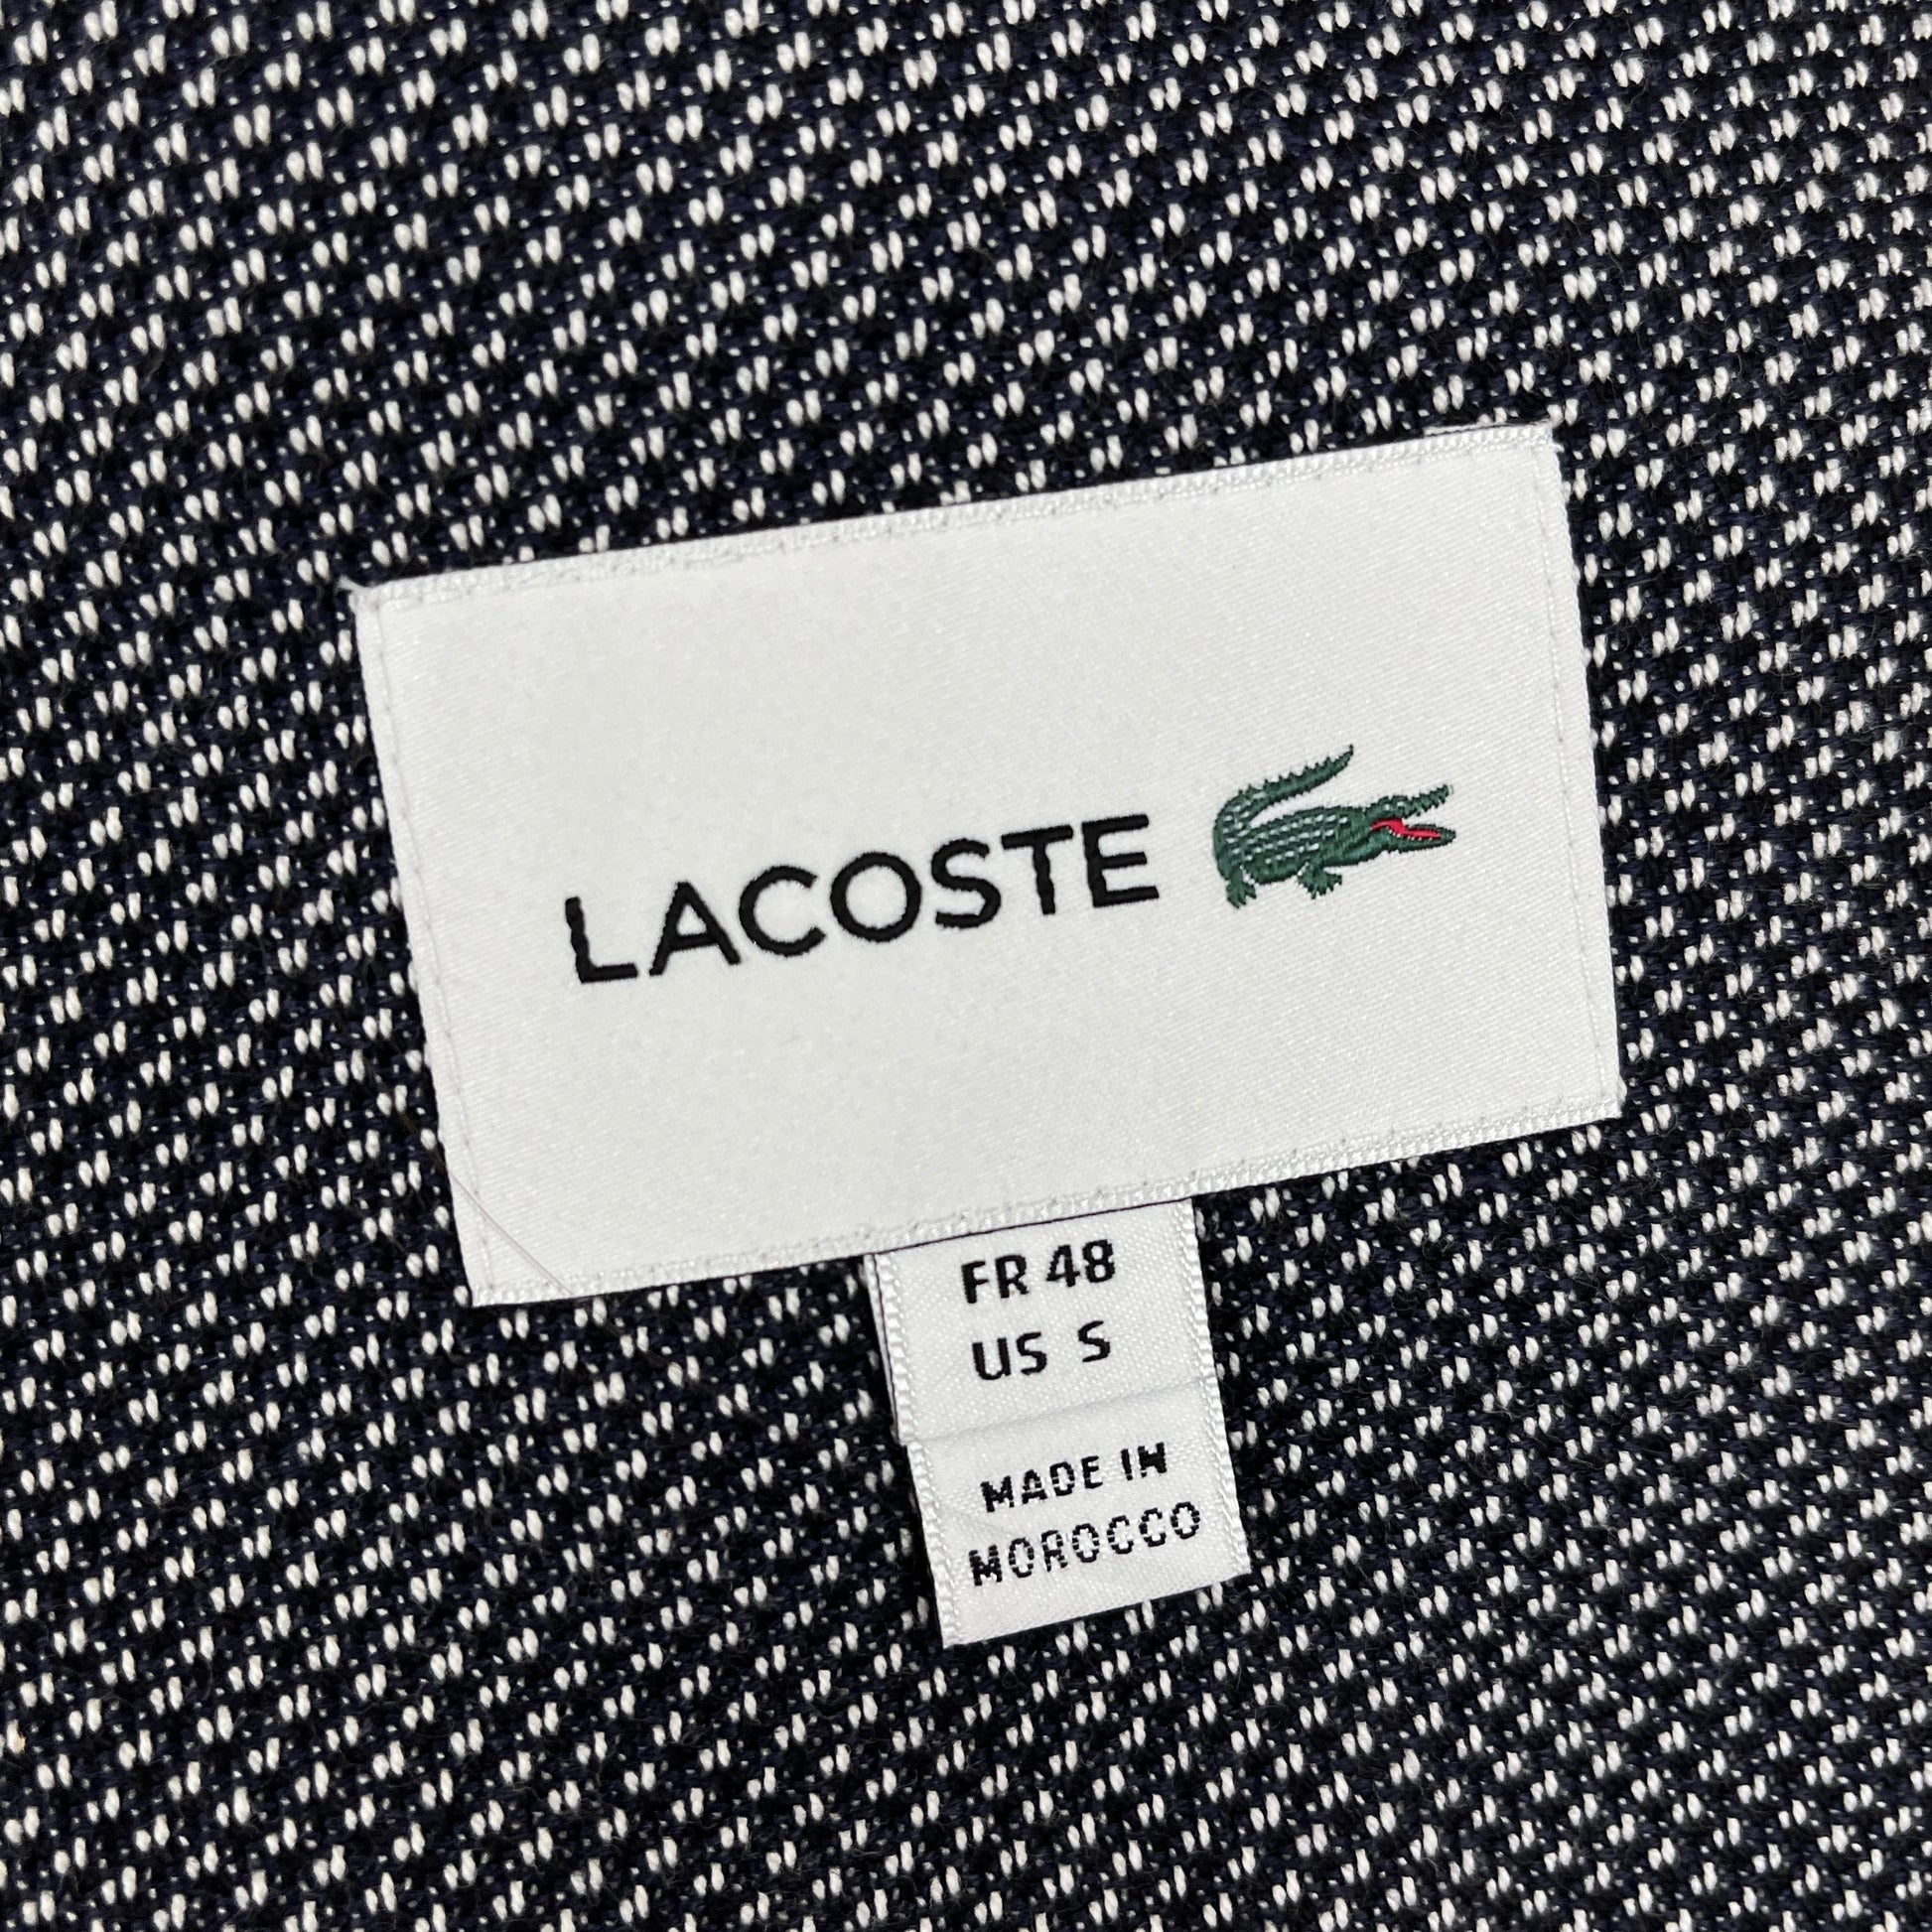 LACOSTE
FR 48
US S
MADE IN
MOROCCO